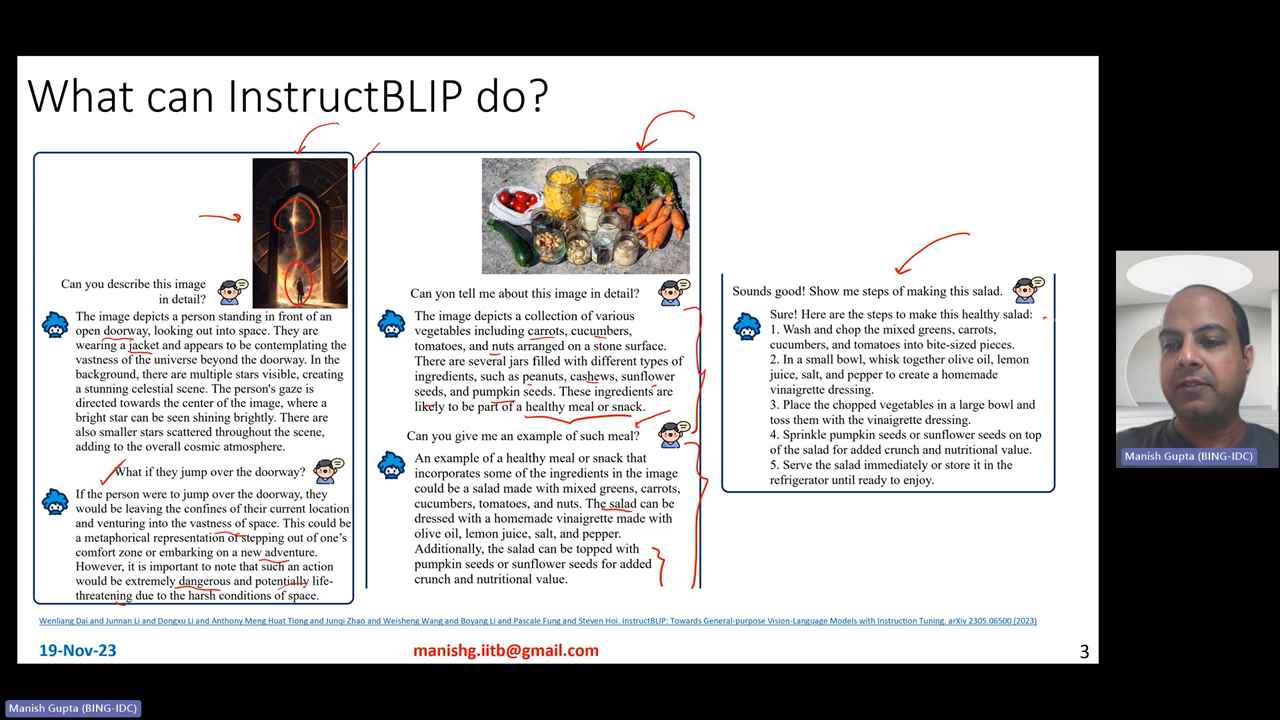 What can InstructBLIP do?
Can you describe this image
in detail?
The image depicts a person standing in front of an
open doorway, looking out into space. They are
wearing a jacket and appears to be contemplating the
vastness of the universe beyond the doorway. In the
background, there are multiple stars visible, creating
a stunning celestial scene. The person's gaze is
directed towards the center of the image, where a
bright star can be seen shining brightly. There are
also smaller stars scattered throughout the scene,
adding to the overall cosmic atmosphere.
What if they jump over the doorway?
If the person were to jump over the doorway, they
would be leaving the confines of their current location
and venturing into the vastness of space. This could be
a metaphorical representation of stepping out of one's
comfort zone or embarking on a new adventure.
However, it is important to note that such an action
would be extremely dangerous and potentially life-
threatening due to the harsh conditions of space.
Can yon tell me about this image in detail?
The image depicts a collection of various
vegetables including carrots, cucumbers,
tomatoes, and nuts arranged on a stone surface.
There are several jars filled with different types of
ingredients, such as peanuts, cashews, sunflower
seeds, and pumpkin seeds. These ingredients are
likely to be part of a healthy meal or snack.
Can you give me an example of such meal?
An example of a healthy meal or snack that
incorporates some of the ingredients in the image
could be a salad made with mixed greens, carrots,
cucumbers, tomatoes, and nuts. The salad can be
dressed with a homemade vinaigrette made with
olive oil, lemon juice, salt, and pepper.
Additionally, the salad can be topped with
pumpkin seeds or sunflower seeds for added
crunch and nutritional value.
Sounds good! Show me steps of making this salad.
Sure! Here are the steps to make this healthy salad:
1. Wash and chop the mixed greens, carrots,
cucumbers, and tomatoes into bite-sized pieces.
2. In a small bowl, whisk together olive oil, lemon
juice, salt, and pepper to create a homemade
vinaigrette dressing.
3. Place the chopped vegetables in a large bowl and
toss them with the vinaigrette dressing.
4. Sprinkle pumpkin seeds or sunflower seeds on top
of the salad for added crunch and nutritional value.
5. Serve the salad immediately or store it in the
refrigerator until ready to enjoy.
Wenliang Dai and Junnan Li and Dongxu Li and Anthony Meng Huat Tiong and Junqi Zhao and Weisheng Wang and Boyang Li and Pascale Fung and Steven Hoi. InstructBLIP: Towards General-purpose Vision-Language Models with Instruction Tuning. arXiv 2305.06500 (2023)
19-Nov-23
manishg.iitb@gmail.com
3
Manish Gupta (BING-IDC)
Manish Gupta (BING-IDC)